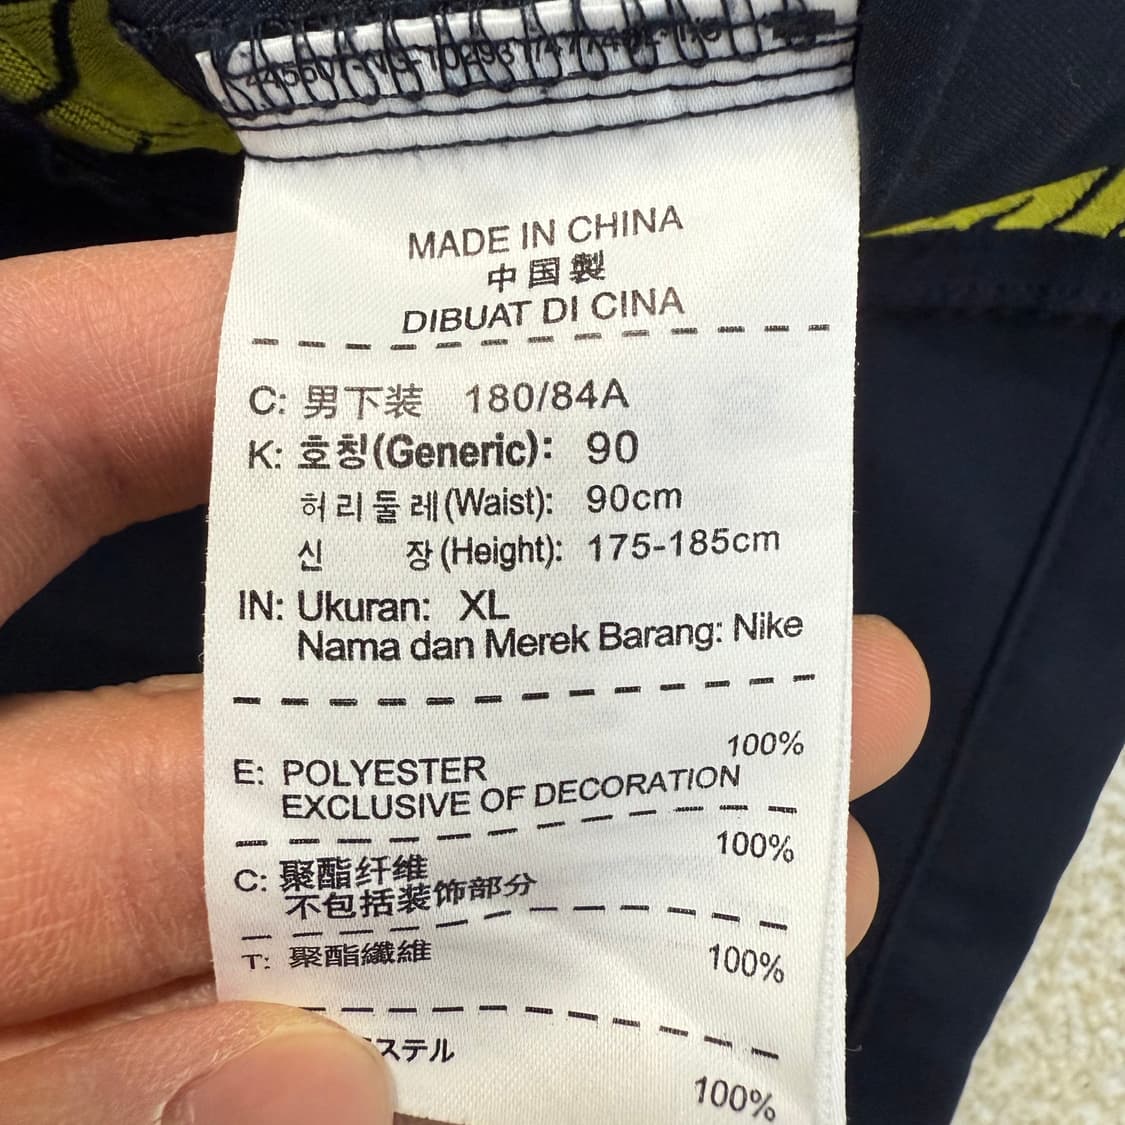 MADE IN CHINA
中国製
DIBUAT DI CINA
C: 男下装 180/84A
K: 호칭(Generic): 90
허리둘레(Waist): 90cm
신 장(Height): 175-185cm
IN: Ukuran: XL
Nama dan Merek Barang: Nike
E: POLYESTER 100%
EXCLUSIVE OF DECORATION
C: 聚酯纤维 100%
不包括装饰部分
T: 聚酯纖維 100%
ステル 100%